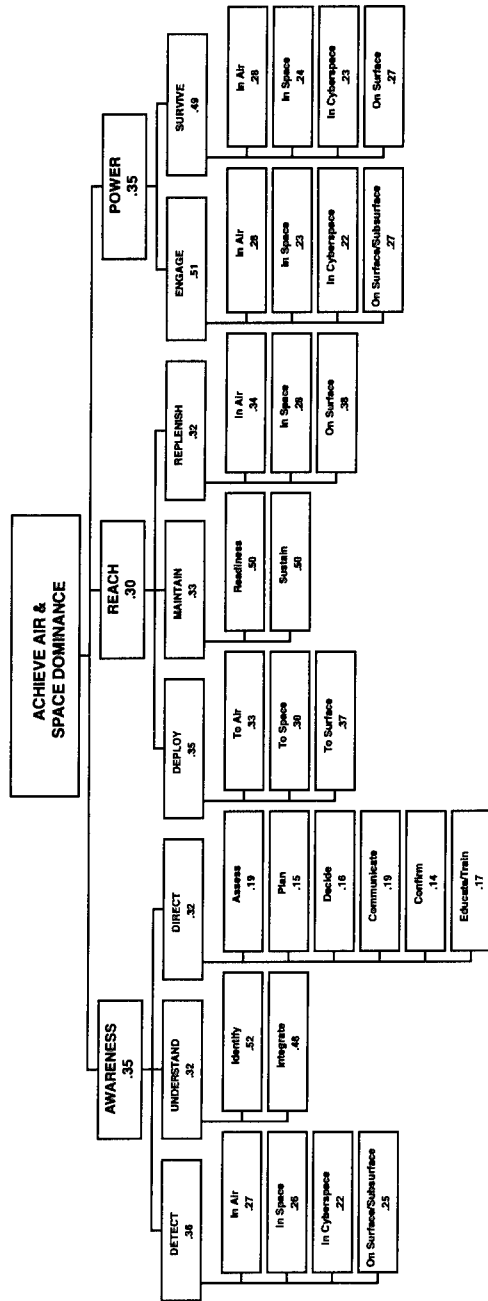 ACHIEVE AIR &
SPACE DOMINANCE
AWARENESS
.35
REACH
.30
POWER
.35
DETECT
.36
UNDERSTAND
.32
DIRECT
.32
DEPLOY
.35
MAINTAIN
.33
REPLENISH
.32
ENGAGE
.51
SURVIVE
.49
In Air
.27
In Space
.26
In Cyberspace
.22
On Surface/Subsurface
.25
Identify
.52
Integrate
.48
Assess
.19
Plan
.15
Decide
.16
Communicate
.19
Confirm
.14
Educate/Train
.17
To Air
.33
To Space
.30
To Surface
.37
Readiness
.50
Sustain
.50
In Air
.34
In Space
.28
On Surface
.38
In Air
.28
In Space
.23
In Cyberspace
.22
On Surface/Subsurface
.27
In Air
.26
In Space
.24
In Cyberspace
.23
On Surface
.27